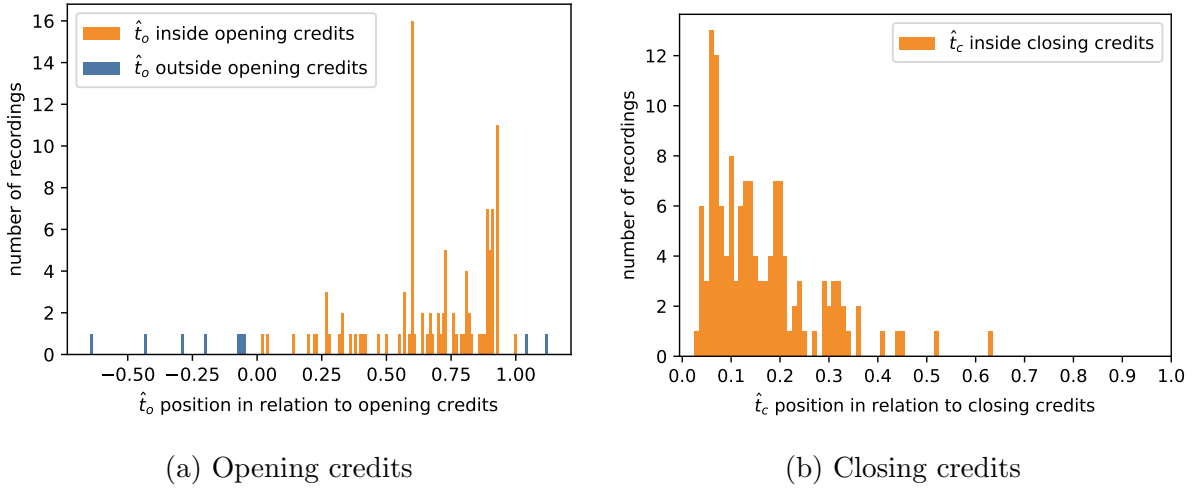 16
14
12
10
8
6
4
2
0
number of recordings
t̂ₒ inside opening credits
t̂ₒ outside opening credits
−0.50 −0.25 0.00 0.25 0.50 0.75 1.00
t̂ₒ position in relation to opening credits
(a) Opening credits
12
10
8
6
4
2
0
number of recordings
t̂_c inside closing credits
0.0 0.1 0.2 0.3 0.4 0.5 0.6 0.7 0.8 0.9 1.0
t̂_c position in relation to closing credits
(b) Closing credits